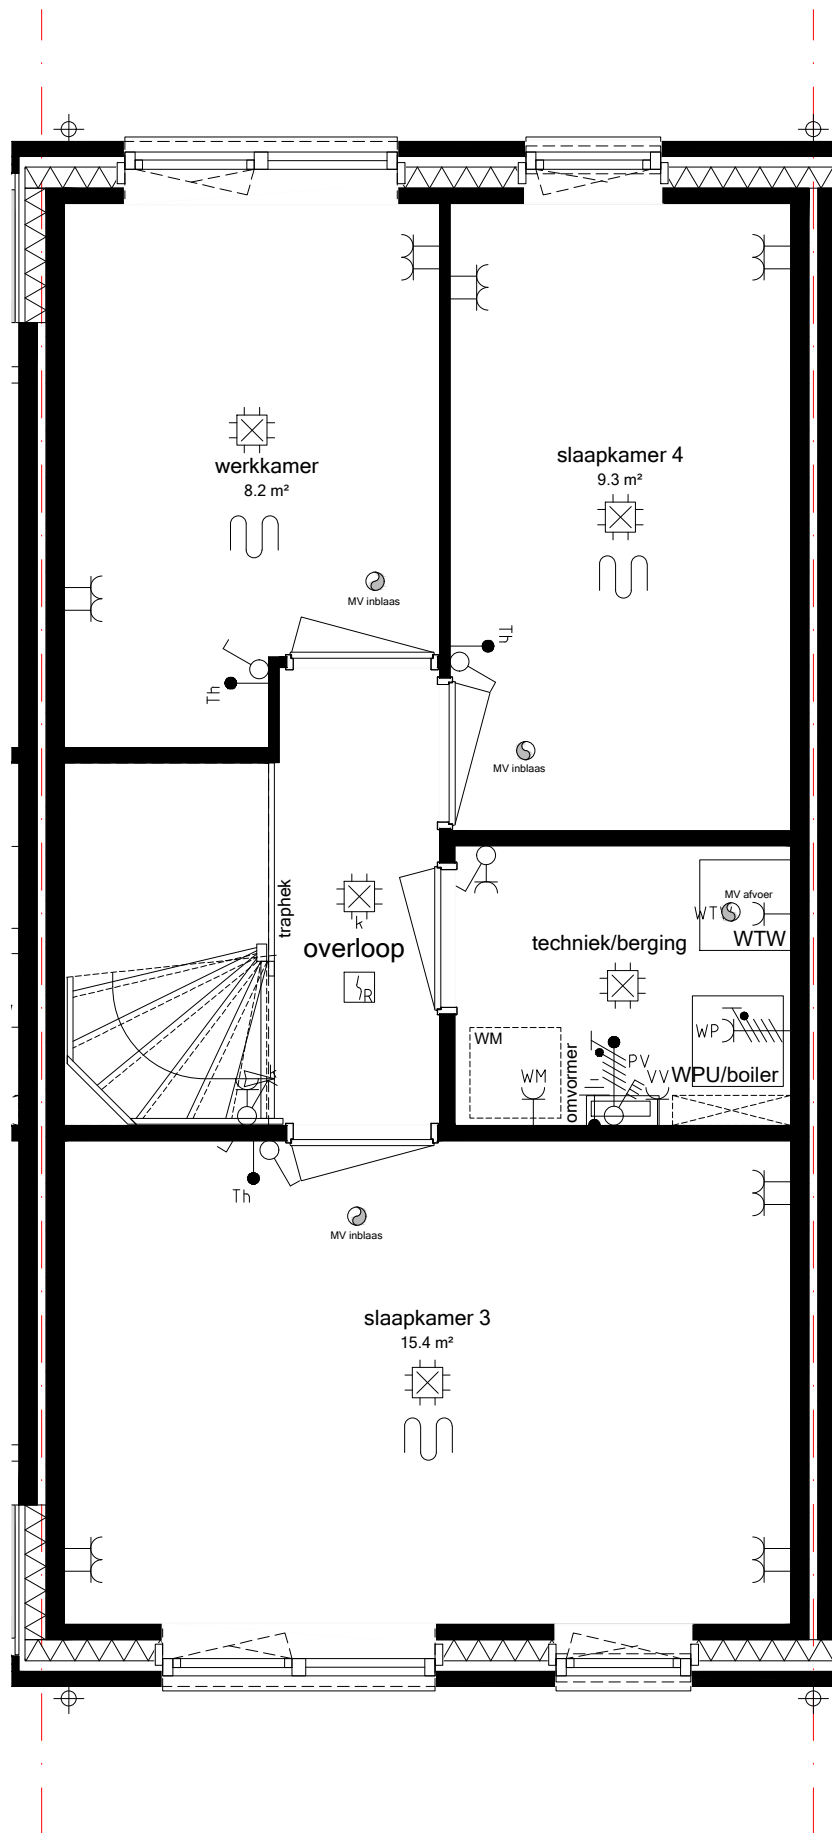 werkkamer
8.2 m²
slaapkamer 4
9.3 m²
MV inblaas
Th
Th
MV inblaas
traphek
k
overloop
R
MV afvoer
WTW
WTW
techniek/berging
WP
WPU/boiler
WM
WM
omvormer
PV
VV
k
Th
MV inblaas
slaapkamer 3
15.4 m²